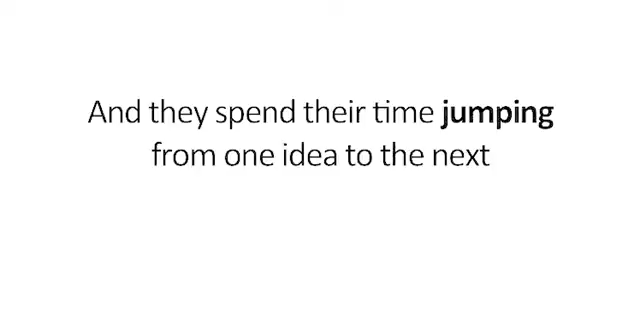 And they spend their time jumping
from one idea to the next